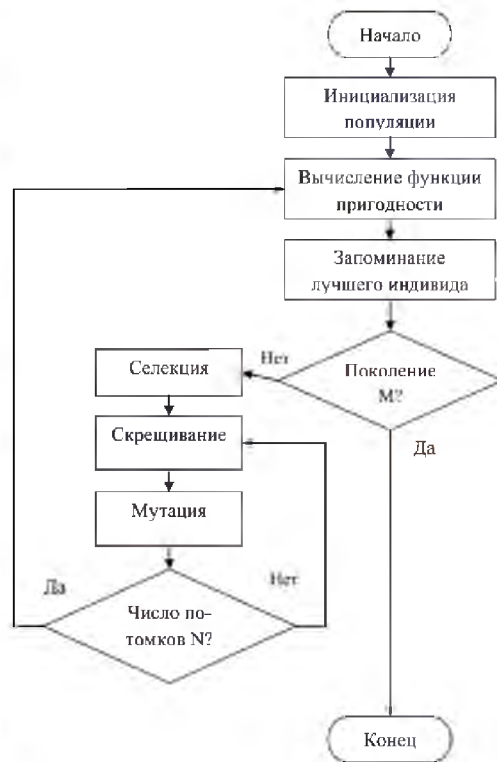 Начало
Инициализация
популяции
Вычисление функции
пригодности
Запоминание
лучшего индивида
Нет
Поколение
М?
Селекция
Скрещивание
Да
Мутация
Да
Нет
Число по-
томков N?
Конец